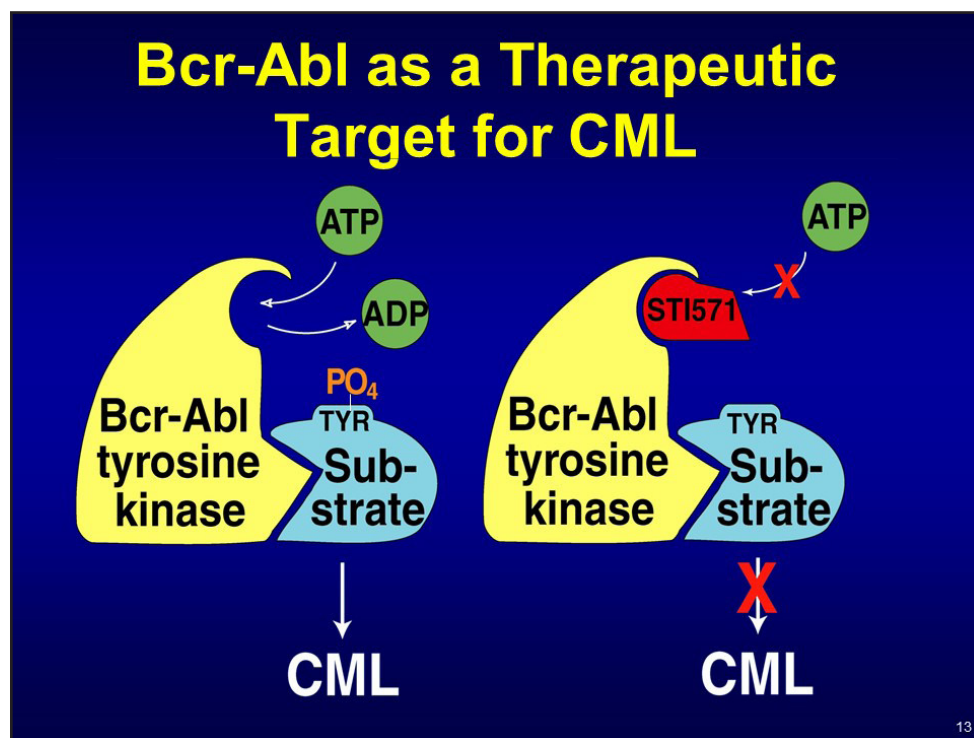 Bcr-Abl as a Therapeutic
Target for CML
ATP
ADP
PO4
TYR
Bcr-Abl
tyrosine
kinase
Sub-
strate
CML
ATP
X
STI571
TYR
Bcr-Abl
tyrosine
kinase
Sub-
strate
X
CML
13